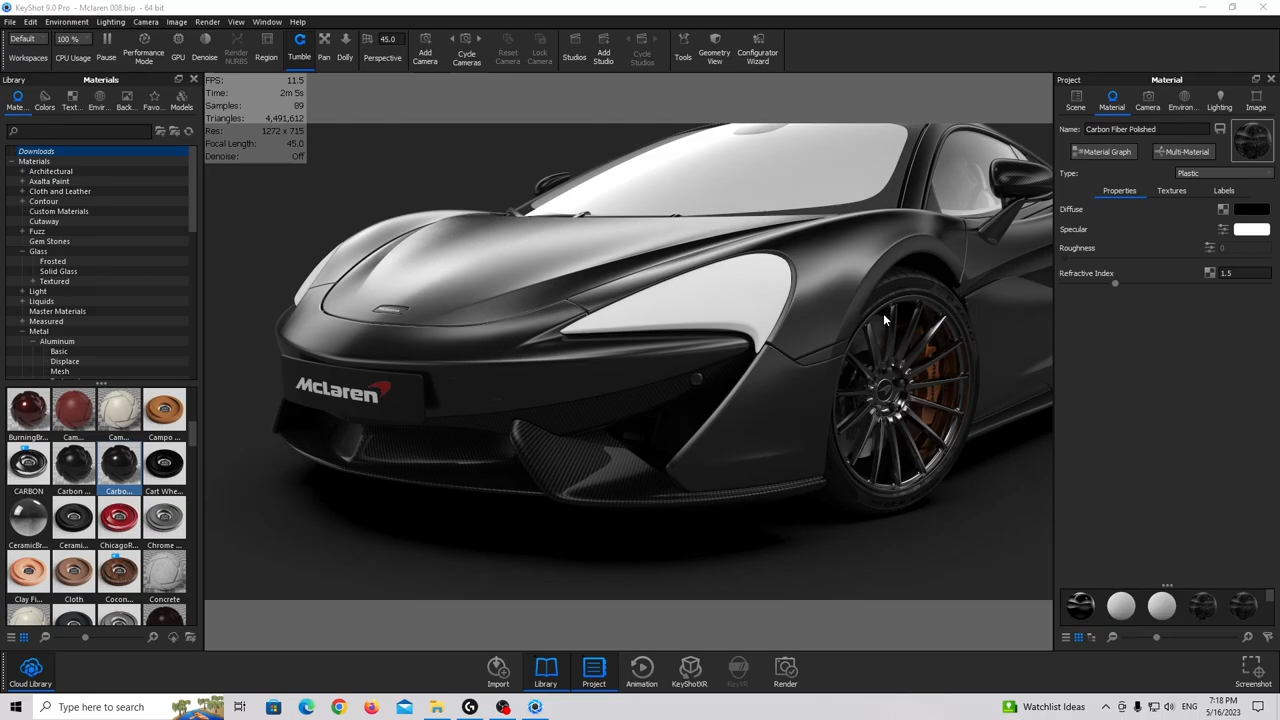 KeyShot 9.0 Pro - Mclaren 008.bip - 64 bit
File Edit Environment Lighting Camera Image Render View Window Help
Default 100 % 45.0
Workspaces CPU Usage Pause Performance Mode GPU Denoise Render NURBS Region Tumble Pan Dolly Perspective Add Camera Cycle Cameras Reset Camera Lock Camera Studios Add Studio Cycle Studios Tools Geometry View Configurator Wizard
Library Materials
Mate... Colors Text... Envir... Back... Favo... Models
Downloads
Materials
Architectural
Axalta Paint
Cloth and Leather
Contour
Custom Materials
Cutaway
Fuzz
Gem Stones
Glass
Frosted
Solid Glass
Textured
Light
Liquids
Master Materials
Measured
Metal
Aluminum
Basic
Displace
Mesh
BurningBr... Cam... Cam... Campo ...
CARBON Carbon ... Carbo... Cart Whe...
CeramicBr... Cerami... ChicagoR... Chrome ...
Clay Fi... Cloth Cocon... Concrete
Cloud Library
FPS: 11.5
Time: 2m 5s
Samples: 89
Triangles: 4,491,612
Res: 1272 x 715
Focal Length: 45.0
Denoise: Off
McLaren
Project Material
Scene Material Camera Environ... Lighting Image
Name: Carbon Fiber Polished
Material Graph Multi-Material
Type: Plastic
Properties Textures Labels
Diffuse
Specular
Roughness 0
Refractive Index 1.5
Import Library Project Animation KeyShotXR KeyVR Render Screenshot
Type here to search
Watchlist Ideas
ENG
7:18 PM
5/16/2023